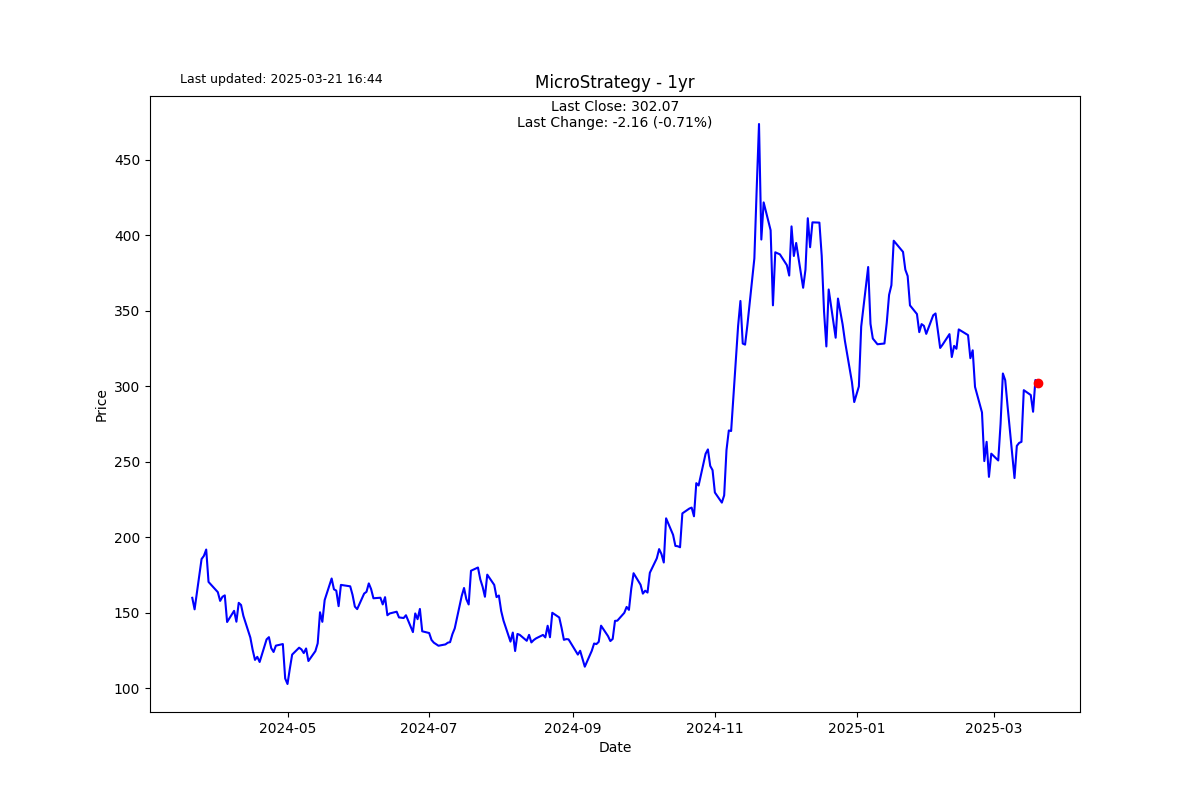 Last updated: 2025-03-21 16:44
MicroStrategy - 1yr
Last Close: 302.07
Last Change: -2.16 (-0.71%)
450
400
350
300
250
200
150
100
Price
2024-05
2024-07
2024-09
2024-11
2025-01
2025-03
Date